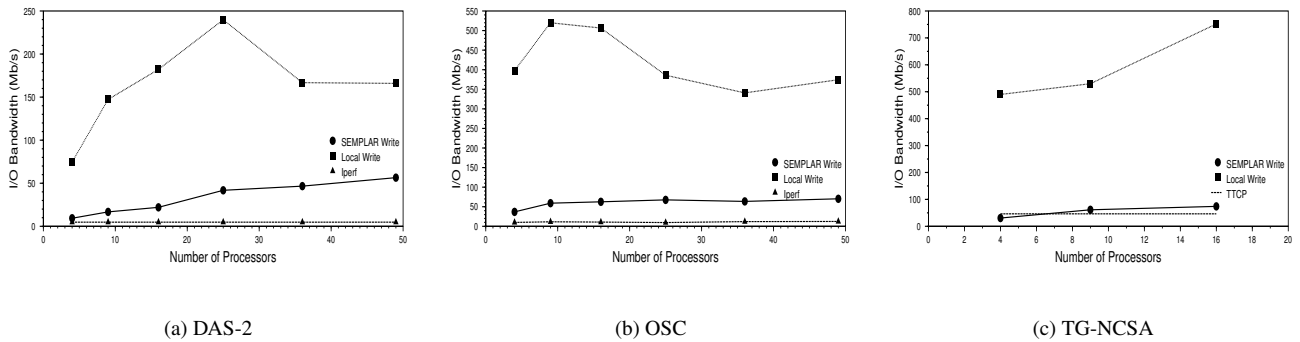 250
200
150
100
50
0
I/O Bandwidth (Mb/s)
SEMPLAR Write
Local Write
Iperf
0 10 20 30 40 50
Number of Processors
(a) DAS-2
550
500
450
400
350
300
250
200
150
100
50
0
I/O Bandwidth (Mb/s)
SEMPLAR Write
Local Write
Iperf
0 10 20 30 40 50
Number of Processors
(b) OSC
800
700
600
500
400
300
200
100
0
I/O Bandwidth (Mb/s)
SEMPLAR Write
Local Write
TTCP
0 2 4 6 8 10 12 14 16 18 20
Number of Processors
(c) TG-NCSA